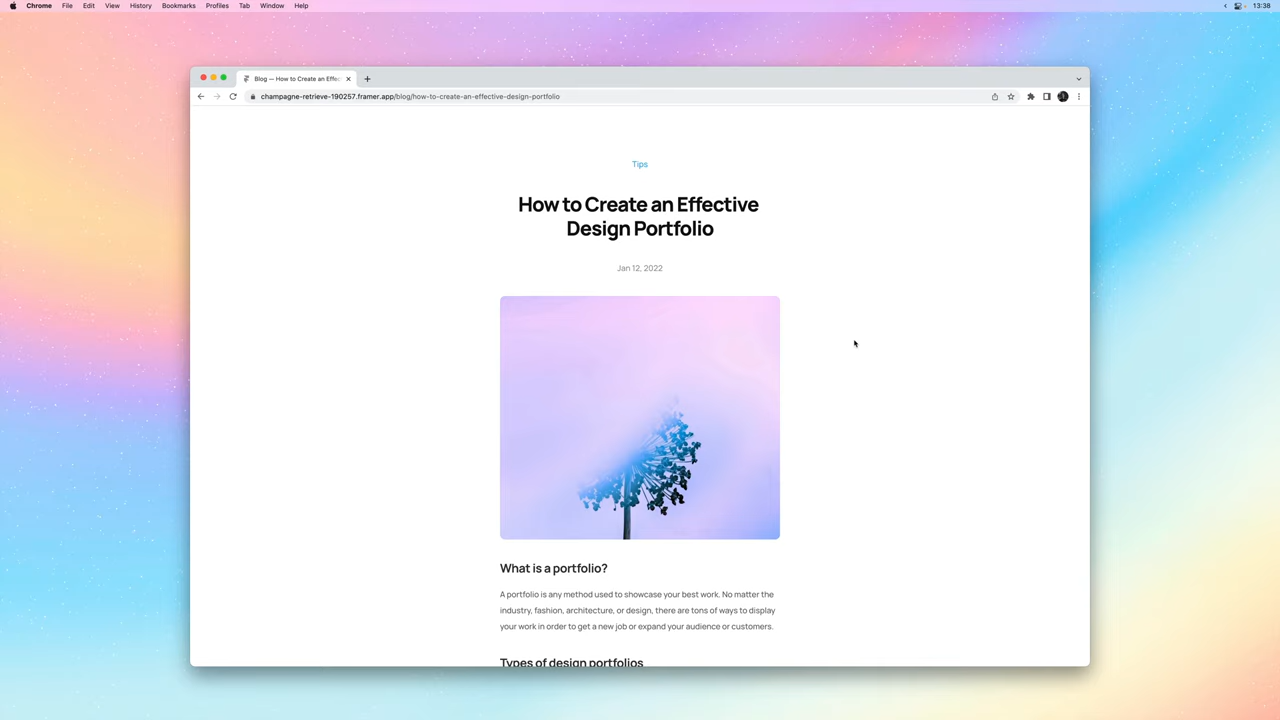 Chrome File Edit View History Bookmarks Profiles Tab Window Help 13:38
Blog — How to Create an Effec
champagne-retrieve-190257.framer.app/blog/how-to-create-an-effective-design-portfolio
Tips
How to Create an Effective
Design Portfolio
Jan 12, 2022
What is a portfolio?
A portfolio is any method used to showcase your best work. No matter the
industry, fashion, architecture, or design, there are tons of ways to display
your work in order to get a new job or expand your audience or customers.
Types of design portfolios